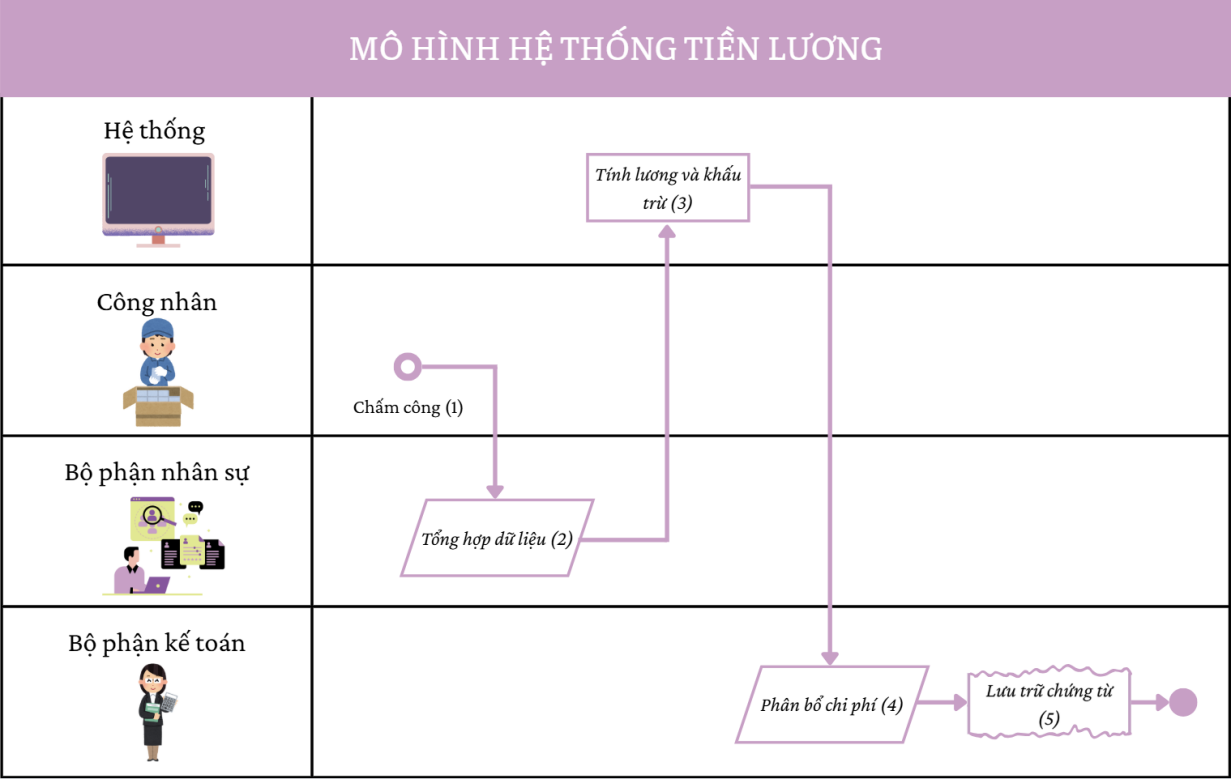 MÔ HÌNH HỆ THỐNG TIỀN LƯƠNG
Hệ thống
Tính lương và khấu
trừ (3)
Công nhân
Chấm công (1)
Bộ phận nhân sự
Tổng hợp dữ liệu (2)
Bộ phận kế toán
Phân bổ chi phí (4)
Lưu trữ chứng từ
(5)